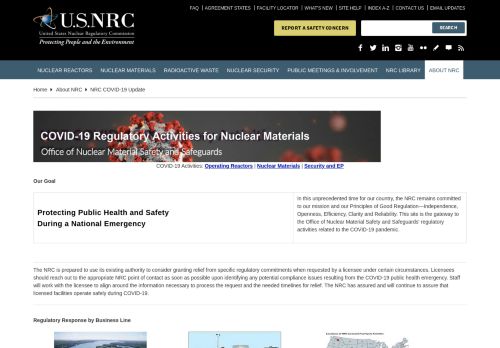 FAQ | AGREEMENT STATES | FACILITY LOCATOR | WHAT'S NEW | SITE HELP | INDEX A-Z | CONTACT US | EMAIL UPDATES
U.S.NRC
United States Nuclear Regulatory Commission
Protecting People and the Environment
REPORT A SAFETY CONCERN
SEARCH
NUCLEAR REACTORS NUCLEAR MATERIALS RADIOACTIVE WASTE NUCLEAR SECURITY PUBLIC MEETINGS & INVOLVEMENT NRC LIBRARY ABOUT NRC
Home About NRC NRC COVID-19 Update
COVID-19 Regulatory Activities for Nuclear Materials
Office of Nuclear Material Safety and Safeguards
COVID-19 Activities: Operating Reactors | Nuclear Materials | Security and EP
Our Goal
Protecting Public Health and Safety
During a National Emergency
In this unprecedented time for our country, the NRC remains committed
to our mission and our Principles of Good Regulation—Independence,
Openness, Efficiency, Clarity and Reliability. This site is the gateway to
the Office of Nuclear Material Safety and Safeguards' regulatory
activities related to the COVID-19 pandemic.
The NRC is prepared to use its existing authority to consider granting relief from specific regulatory commitments when requested by a licensee under certain circumstances. Licensees
should reach out to the appropriate NRC point of contact as soon as possible upon identifying any potential compliance issues resulting from the COVID-19 public health emergency. Staff
will work with the licensee to align around the information necessary to process the request and the needed timelines for relief. The NRC has assured and will continue to assure that
licensed facilities operate safely during COVID-19.
Regulatory Response by Business Line